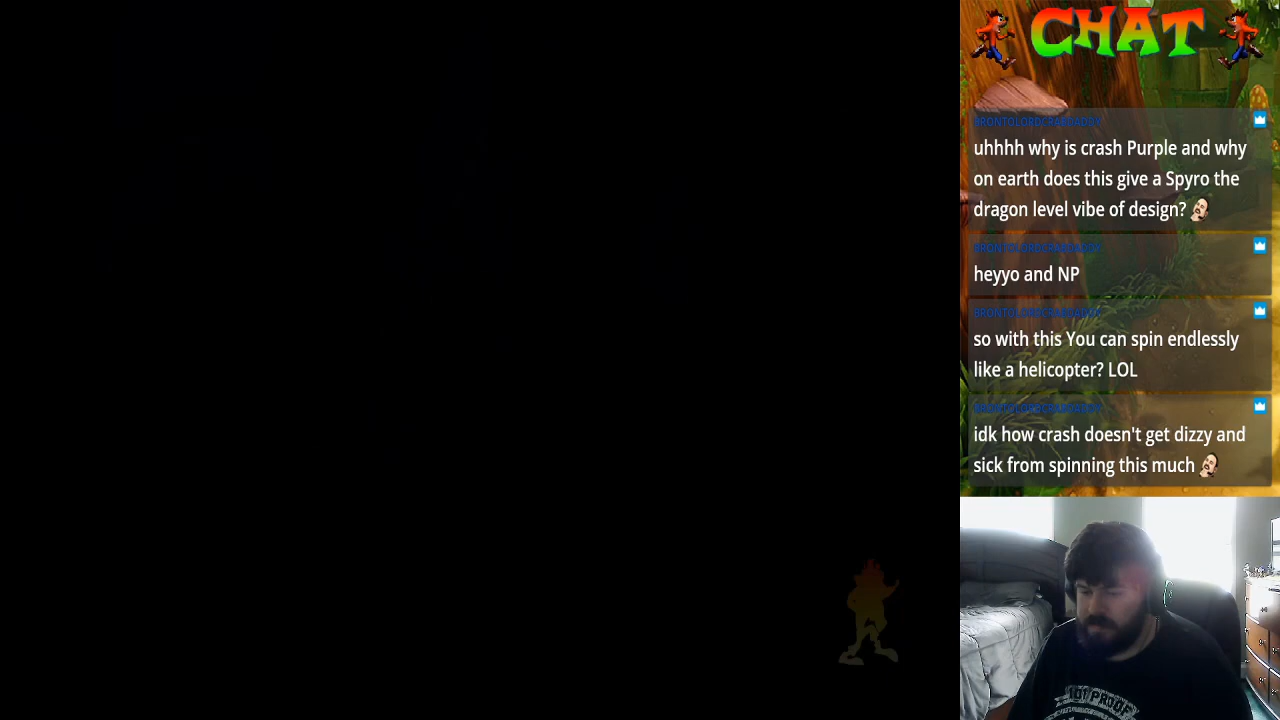 CHAT
uhhhh why is crash Purple and why
on earth does this give a Spyro the
dragon level vibe of design?
heyyo and NP
so with this You can spin endlessly
like a helicopter? LOL
idk how crash doesn't get dizzy and
sick from spinning this much